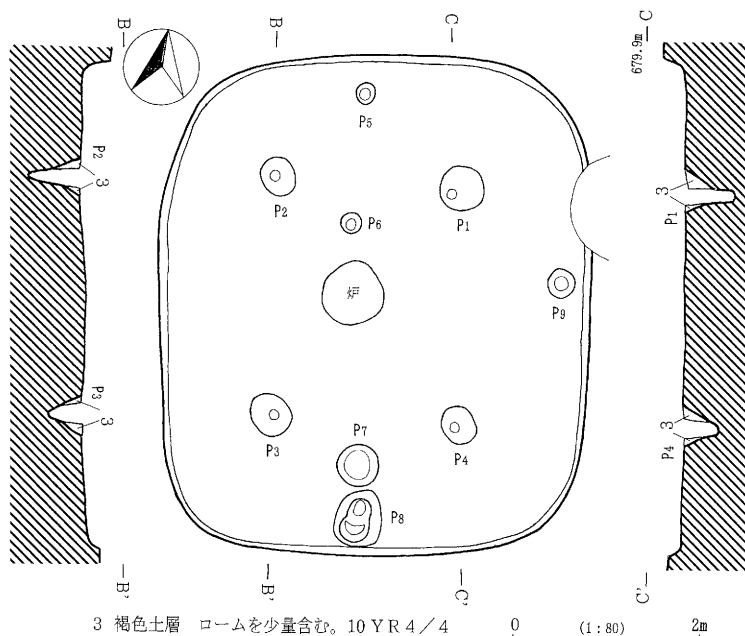 B B C 679.9m C
P5
P2 3
P2 P1
3 P1
P6
炉
P9
P3 3
P3 P7 P4
3 P4
P8
B' B' C' C'
3 褐色土層 ロームを少量含む。10YR4/4 0 (1:80) 2m